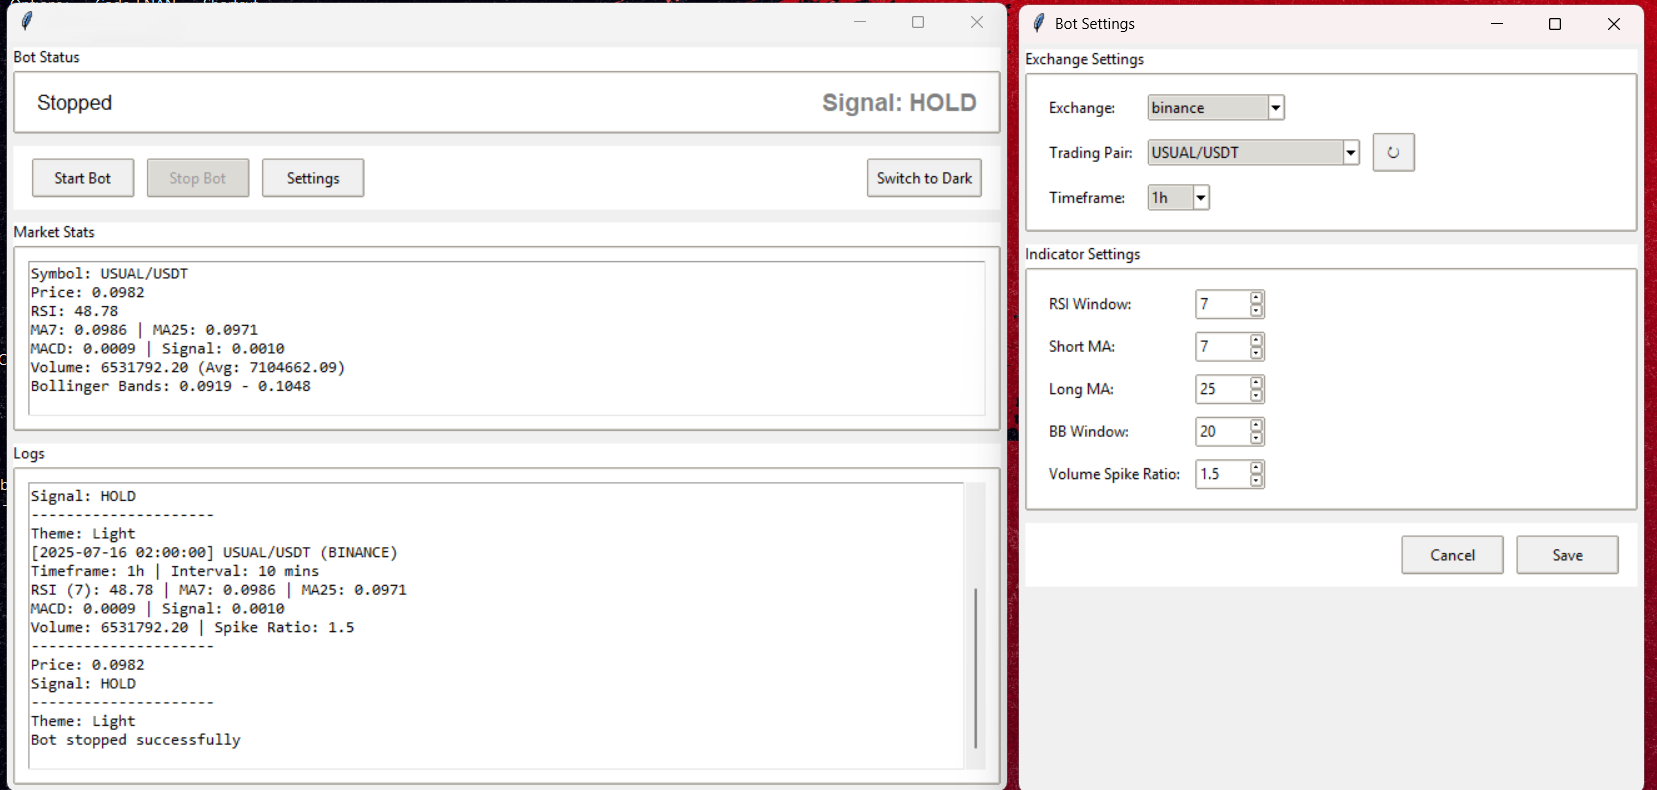 Bot Status
Stopped
Signal: HOLD
Start Bot
Stop Bot
Settings
Switch to Dark
Market Stats
Symbol: USUAL/USDT
Price: 0.0982
RSI: 48.78
MA7: 0.0986 | MA25: 0.0971
MACD: 0.0009 | Signal: 0.0010
Volume: 6531792.20 (Avg: 7104662.09)
Bollinger Bands: 0.0919 - 0.1048
Logs
Signal: HOLD
---------------------
Theme: Light
[2025-07-16 02:00:00] USUAL/USDT (BINANCE)
Timeframe: 1h | Interval: 10 mins
RSI (7): 48.78 | MA7: 0.0986 | MA25: 0.0971
MACD: 0.0009 | Signal: 0.0010
Volume: 6531792.20 | Spike Ratio: 1.5
---------------------
Price: 0.0982
Signal: HOLD
---------------------
Theme: Light
Bot stopped successfully
Bot Settings
Exchange Settings
Exchange: binance
Trading Pair: USUAL/USDT
Timeframe: 1h
Indicator Settings
RSI Window: 7
Short MA: 7
Long MA: 25
BB Window: 20
Volume Spike Ratio: 1.5
Cancel
Save